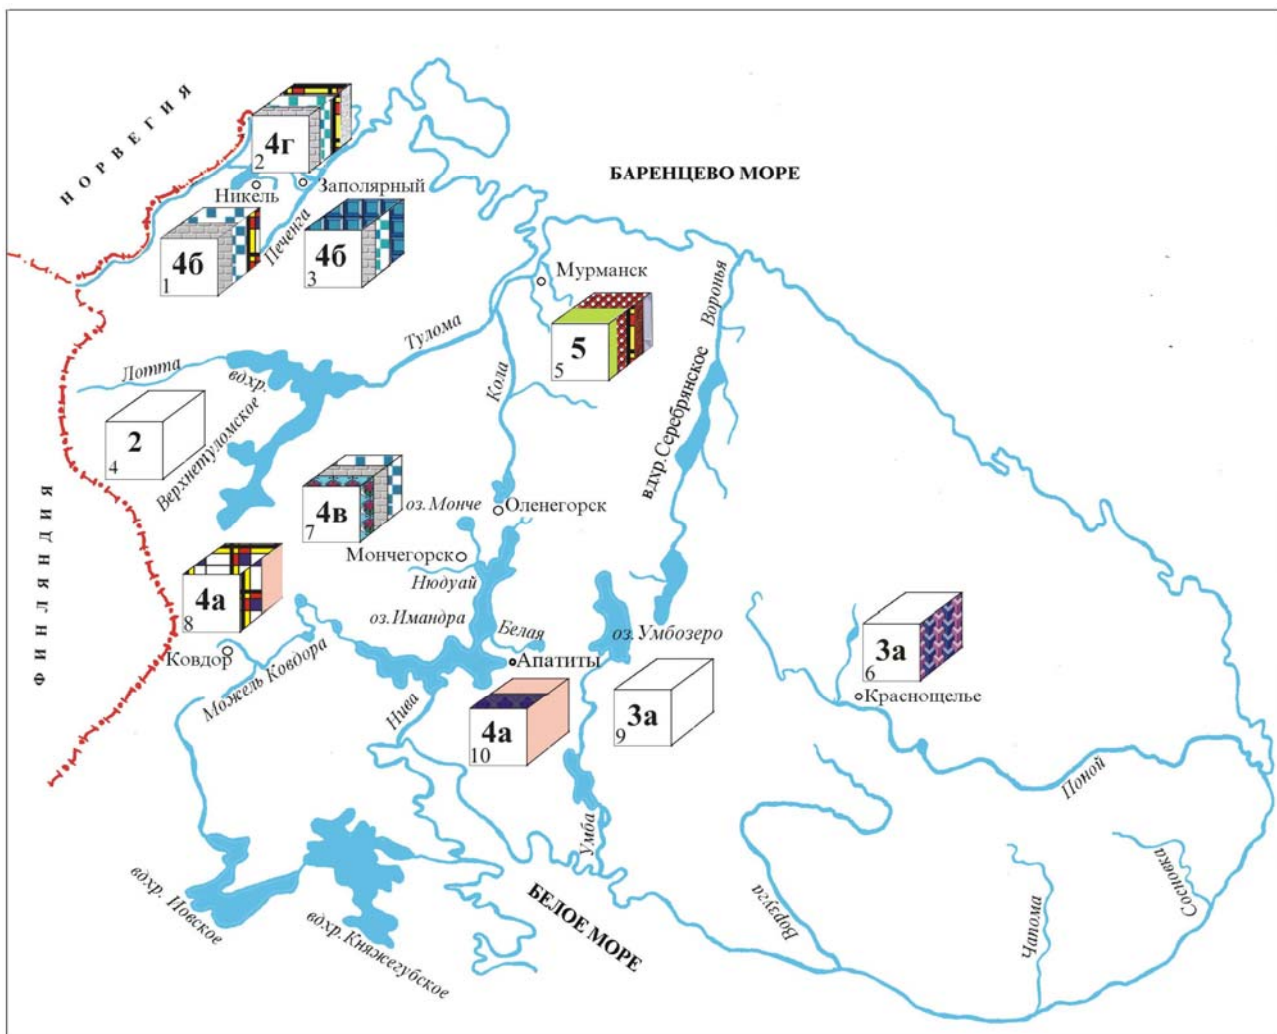 НОРВЕГИЯ
4г
2
Никель
Заполярный
Печенга
4б
1
4б
3
БАРЕНЦЕВО МОРЕ
Мурманск
5
5
Воронья
Тулома
Кола
вдхр.Серебрянское
Лотта
вдхр.
Верхнетуломское
2
4
ФИНЛЯНДИЯ
4в
7
оз.Монче
Оленегорск
Мончегорск
Нюдуай
4а
8
оз.Имандра
Белая
оз.Умбозеро
Ковдор
Можель Ковдора
Апатиты
Нива
4а
10
3а
9
3а
6
Краснощелье
Поной
Умба
Варзуга
Чапома
Сосновка
вдхр. Иовское
вдхр.Княжегубское
БЕЛОЕ МОРЕ